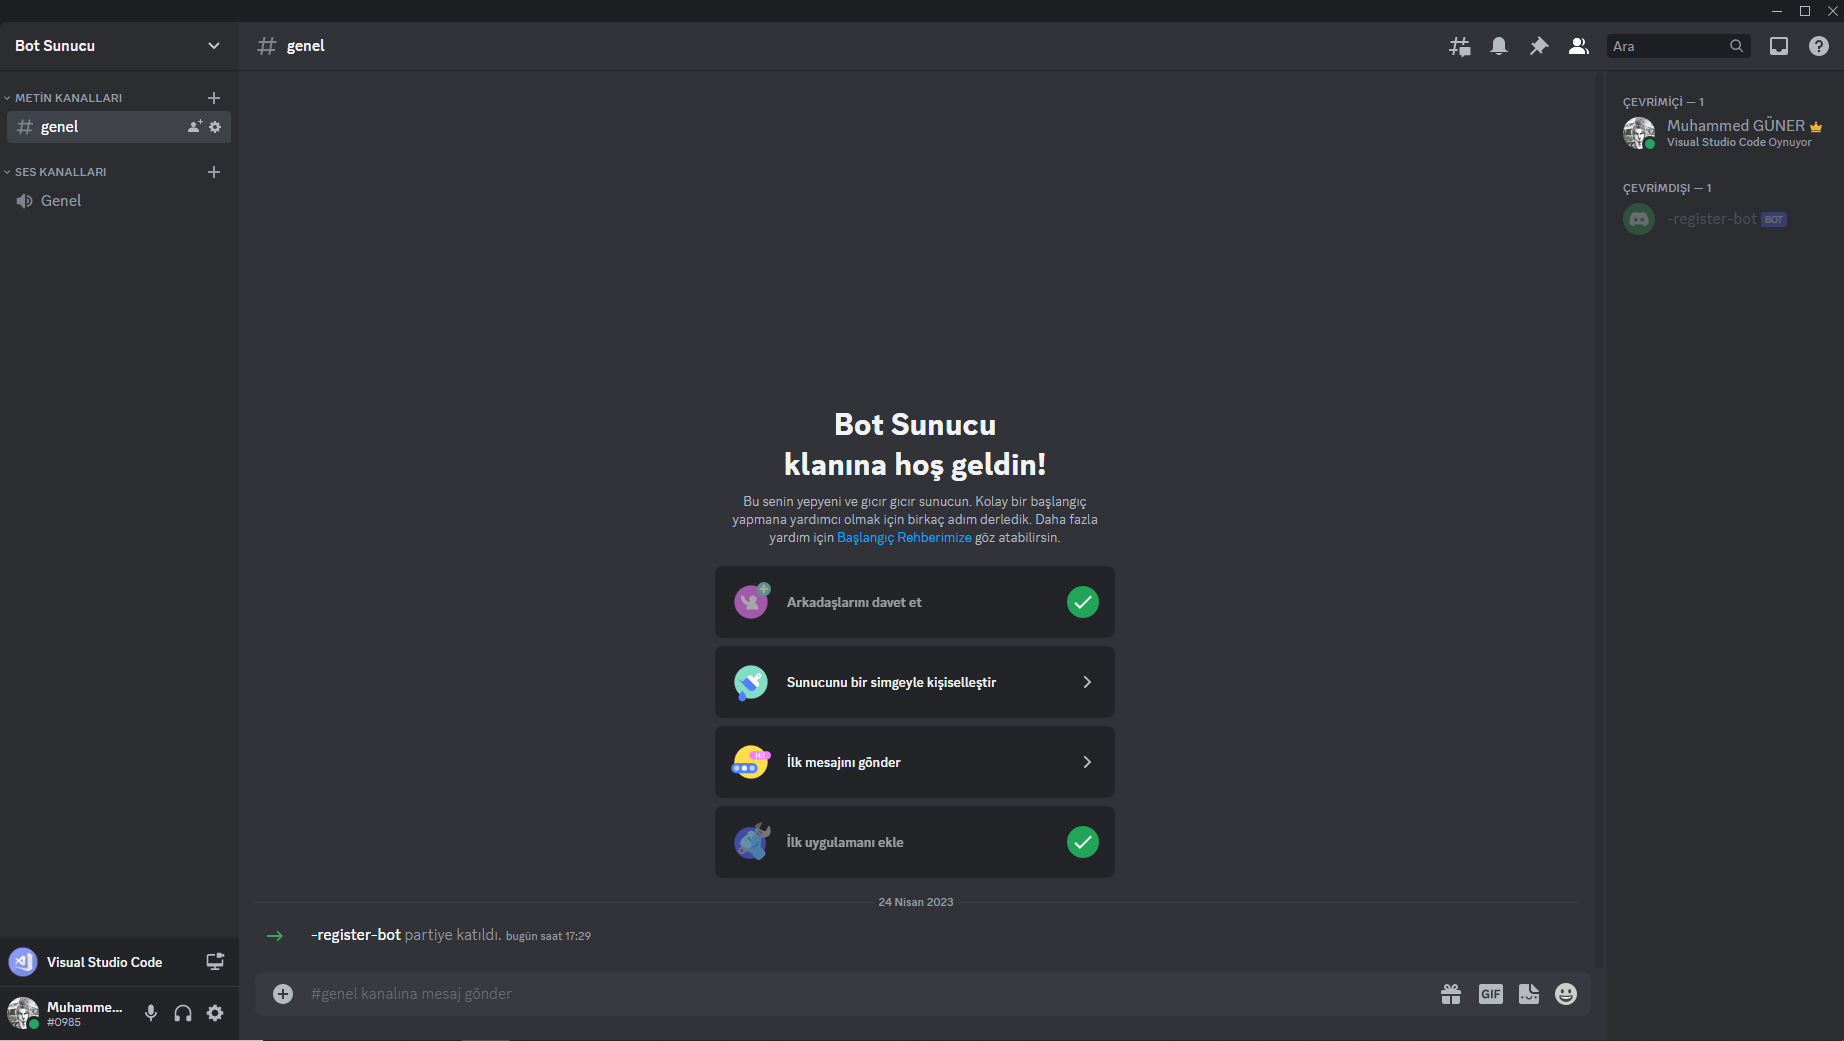 Bot Sunucu
genel
Ara
METİN KANALLARI
genel
SES KANALLARI
Genel
ÇEVRİMİÇİ — 1
Muhammed GÜNER
Visual Studio Code Oynuyor
ÇEVRİMDIŞI — 1
-register-bot BOT
Bot Sunucu
klanına hoş geldin!
Bu senin yepyeni ve gıcır gıcır sunucun. Kolay bir başlangıç
yapmana yardımcı olmak için birkaç adım derledik. Daha fazla
yardım için Başlangıç Rehberimize göz atabilirsin.
Arkadaşlarını davet et
Sunucunu bir simgeyle kişiselleştir
İlk mesajını gönder
İlk uygulamanı ekle
24 Nisan 2023
-register-bot partiye katıldı. bugün saat 17:29
Visual Studio Code
Muhamme...
#0985
#genel kanalına mesaj gönder
GIF